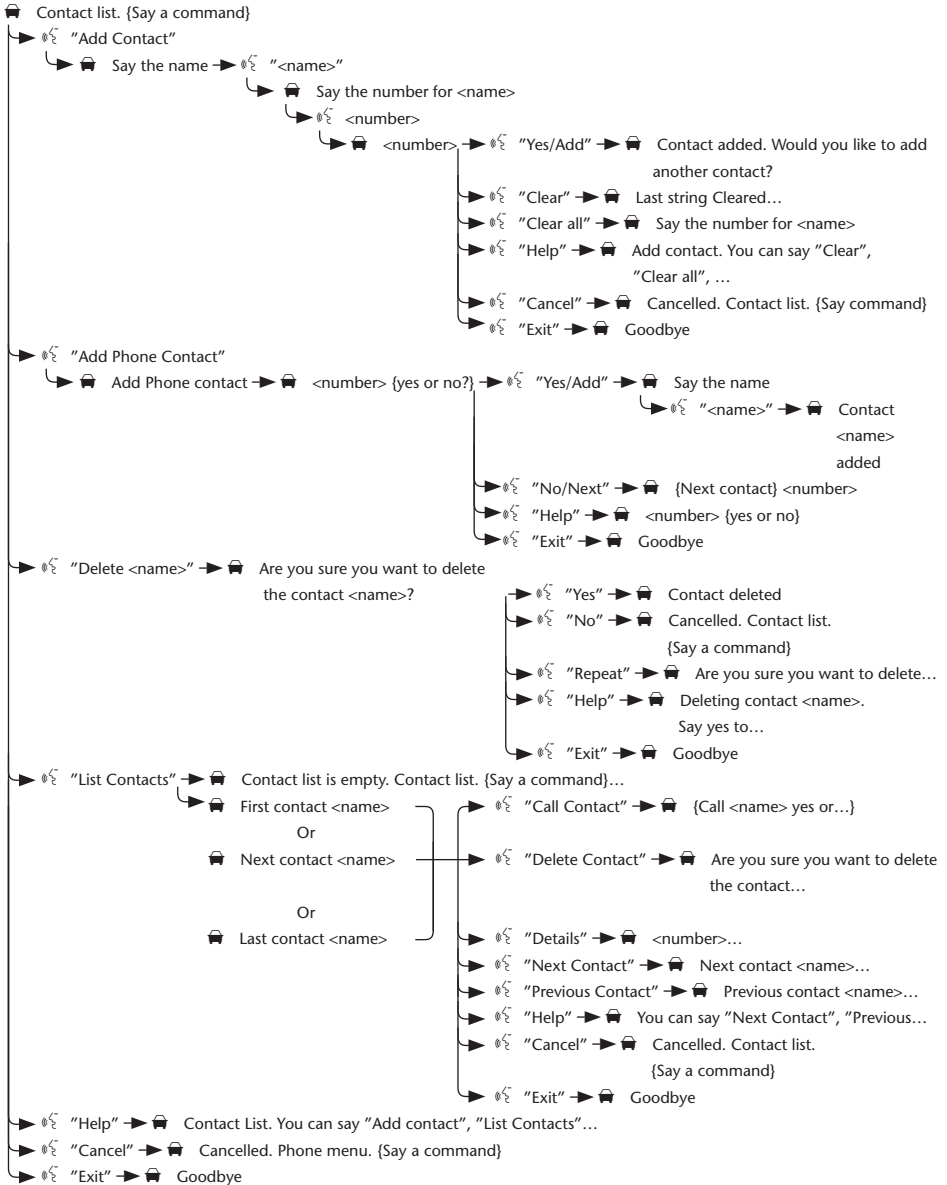 Contact list. {Say a command}
"Add Contact"
Say the name "<name>"
Say the number for <name>
<number>
<number> "Yes/Add" Contact added. Would you like to add
another contact?
"Clear" Last string Cleared…
"Clear all" Say the number for <name>
"Help" Add contact. You can say "Clear",
"Clear all", …
"Cancel" Cancelled. Contact list. {Say command}
"Exit" Goodbye
"Add Phone Contact"
Add Phone contact <number> {yes or no?} "Yes/Add" Say the name
"<name>" Contact
<name>
added
"No/Next" {Next contact} <number>
"Help" <number> {yes or no}
"Exit" Goodbye
"Delete <name>" Are you sure you want to delete
the contact <name>?
"Yes" Contact deleted
"No" Cancelled. Contact list.
{Say a command}
"Repeat" Are you sure you want to delete…
"Help" Deleting contact <name>.
Say yes to…
"Exit" Goodbye
"List Contacts" Contact list is empty. Contact list. {Say a command}…
First contact <name> "Call Contact" {Call <name> yes or…}
Or
Next contact <name> "Delete Contact" Are you sure you want to delete
the contact…
Or
Last contact <name> "Details" <number>…
"Next Contact" Next contact <name>…
"Previous Contact" Previous contact <name>…
"Help" You can say "Next Contact", "Previous…
"Cancel" Cancelled. Contact list.
{Say a command}
"Exit" Goodbye
"Help" Contact List. You can say "Add contact", "List Contacts"…
"Cancel" Cancelled. Phone menu. {Say a command}
"Exit" Goodbye